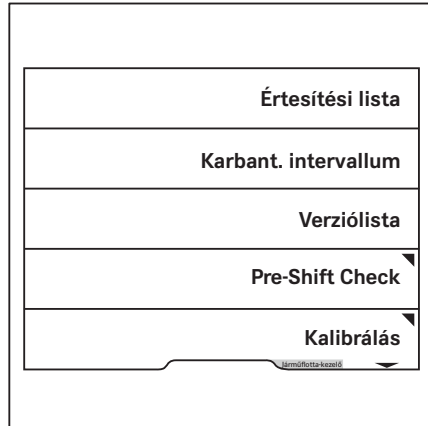 Értesítési lista
Karbant. intervallum
Verziólista
Pre-Shift Check
Kalibrálás
Járműflotta-kezelő